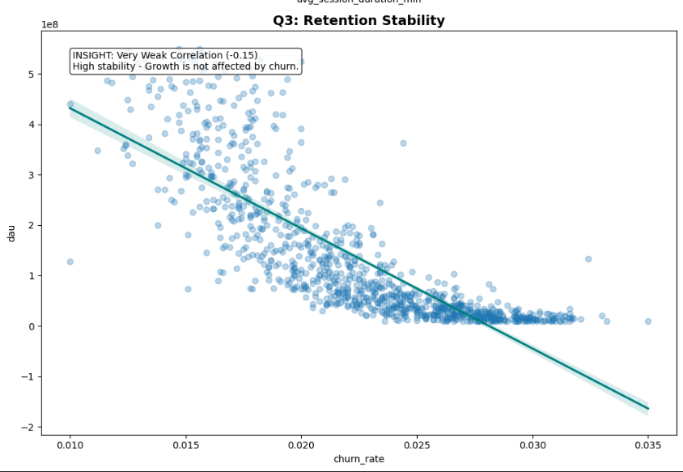 avg_session_duration_min
Q3: Retention Stability
1e8
INSIGHT: Very Weak Correlation (-0.15)
High stability - Growth is not affected by churn.
5
4
3
2
1
0
−1
−2
dau
0.010 0.015 0.020 0.025 0.030 0.035
churn_rate